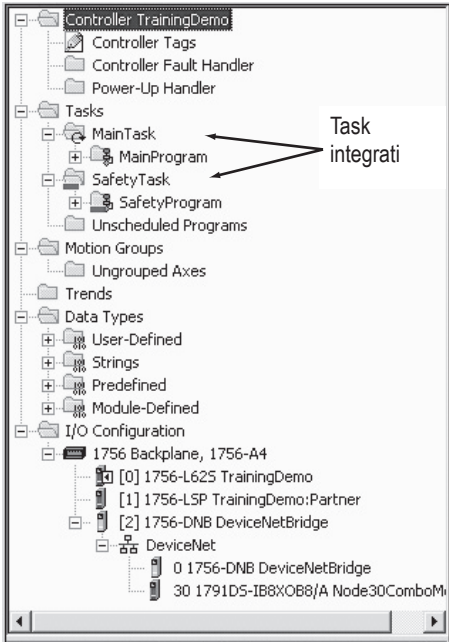 Controller TrainingDemo
Controller Tags
Controller Fault Handler
Power-Up Handler
Tasks
MainTask
MainProgram
SafetyTask
SafetyProgram
Unscheduled Programs
Motion Groups
Ungrouped Axes
Trends
Data Types
User-Defined
Strings
Predefined
Module-Defined
I/O Configuration
1756 Backplane, 1756-A4
[0] 1756-L62S TrainingDemo
[1] 1756-LSP TrainingDemo:Partner
[2] 1756-DNB DeviceNetBridge
DeviceNet
0 1756-DNB DeviceNetBridge
30 1791DS-IB8XOB8/A Node30ComboMo
Task
integrati